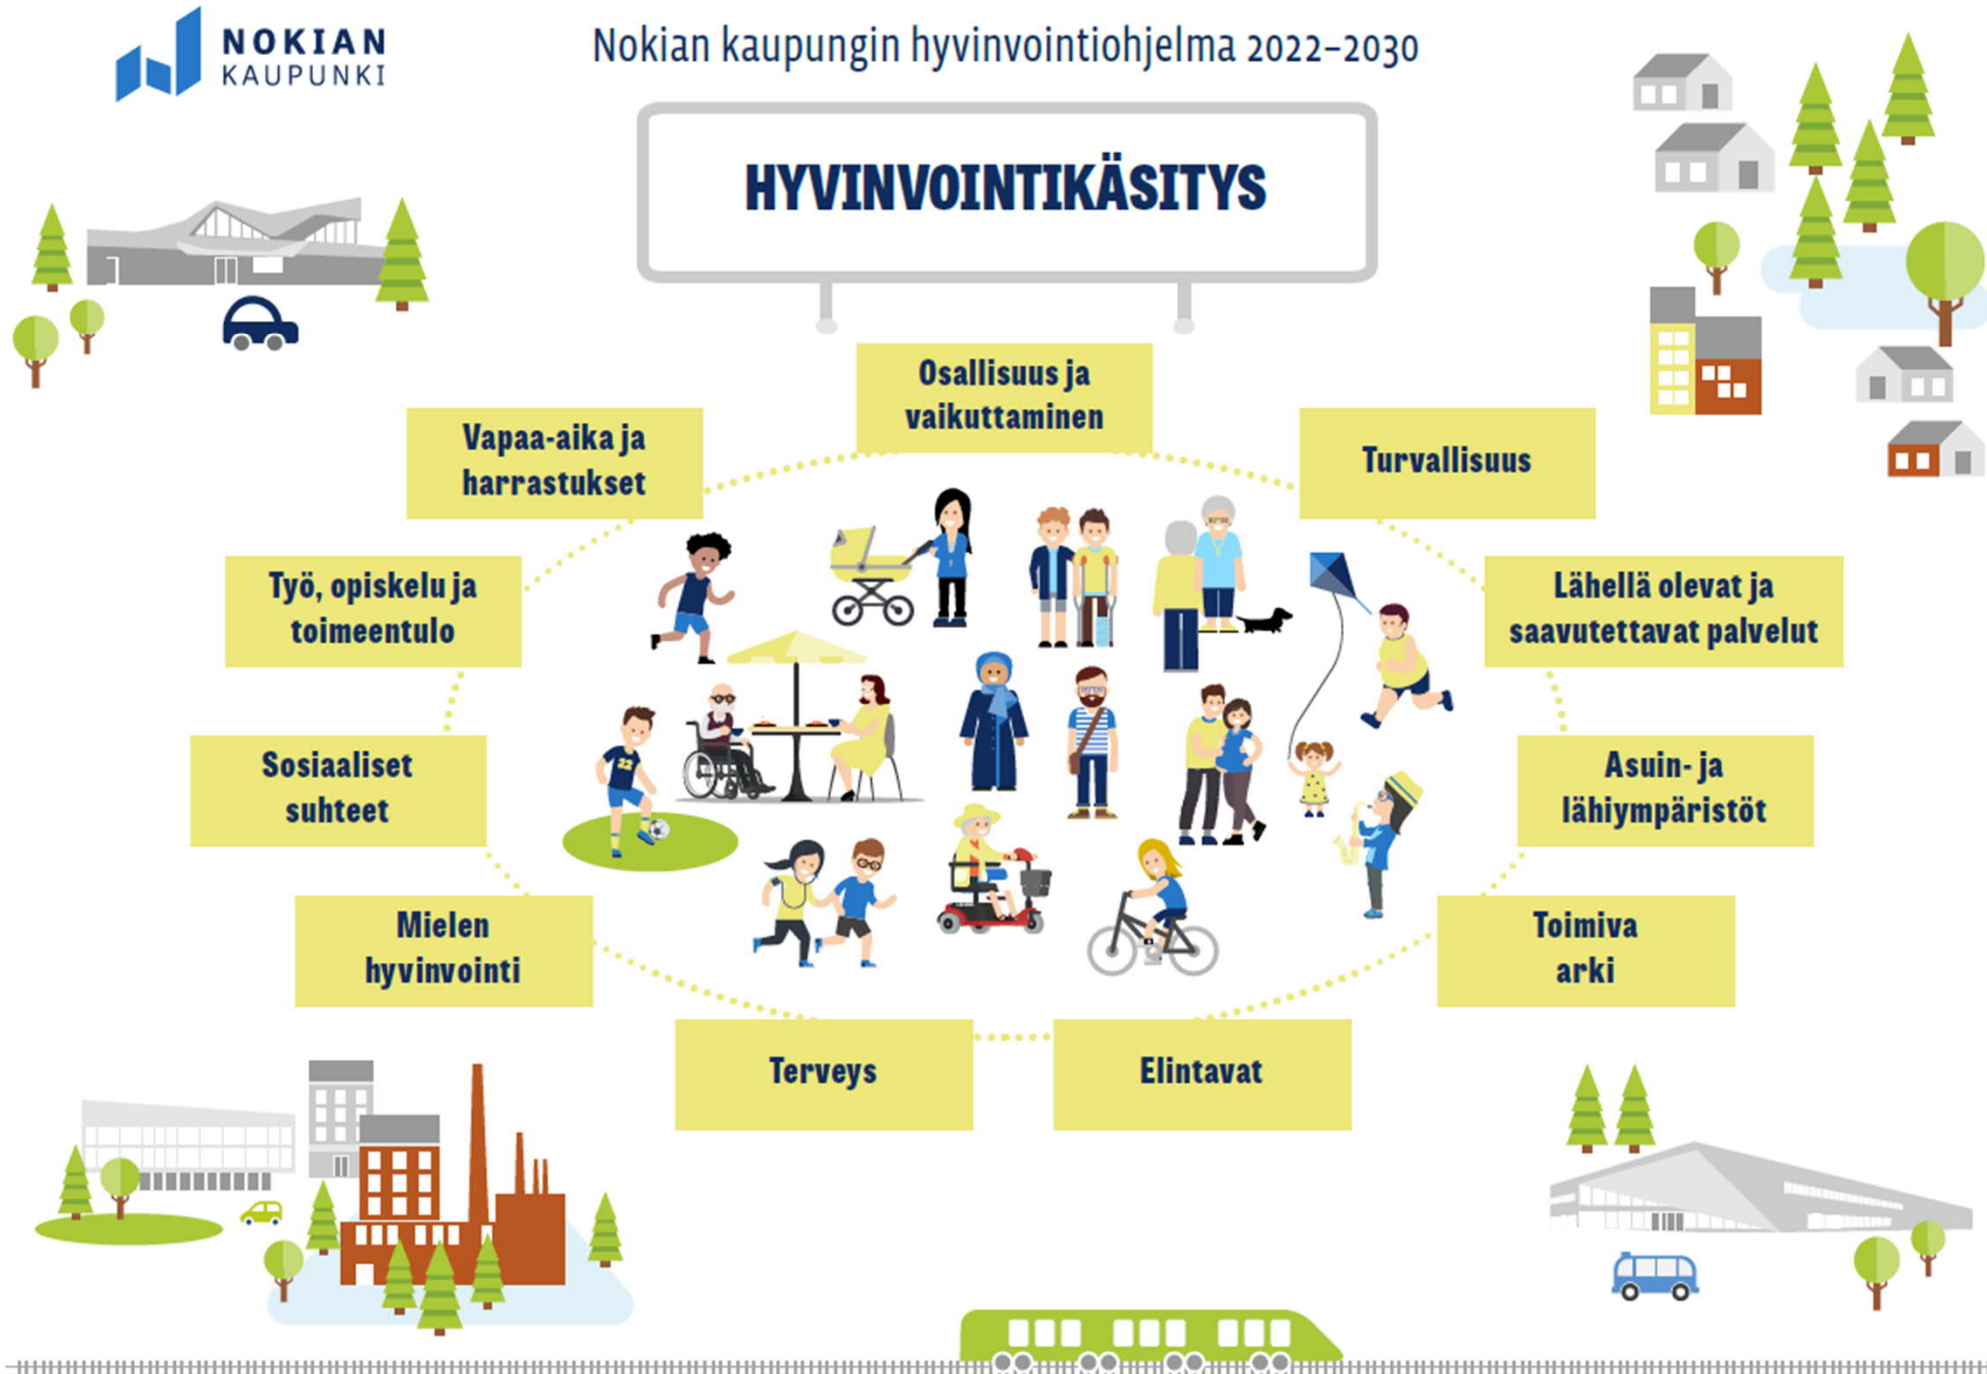 NOKIAN
KAUPUNKI
Nokian kaupungin hyvinvointiohjelma 2022–2030
HYVINVOINTIKÄSITYS
Osallisuus ja
vaikuttaminen
Turvallisuus
Lähellä olevat ja
saavutettavat palvelut
Asuin- ja
lähiympäristöt
Toimiva
arki
Elintavat
Terveys
Mielen
hyvinvointi
Sosiaaliset
suhteet
Työ, opiskelu ja
toimeentulo
Vapaa-aika ja
harrastukset
22